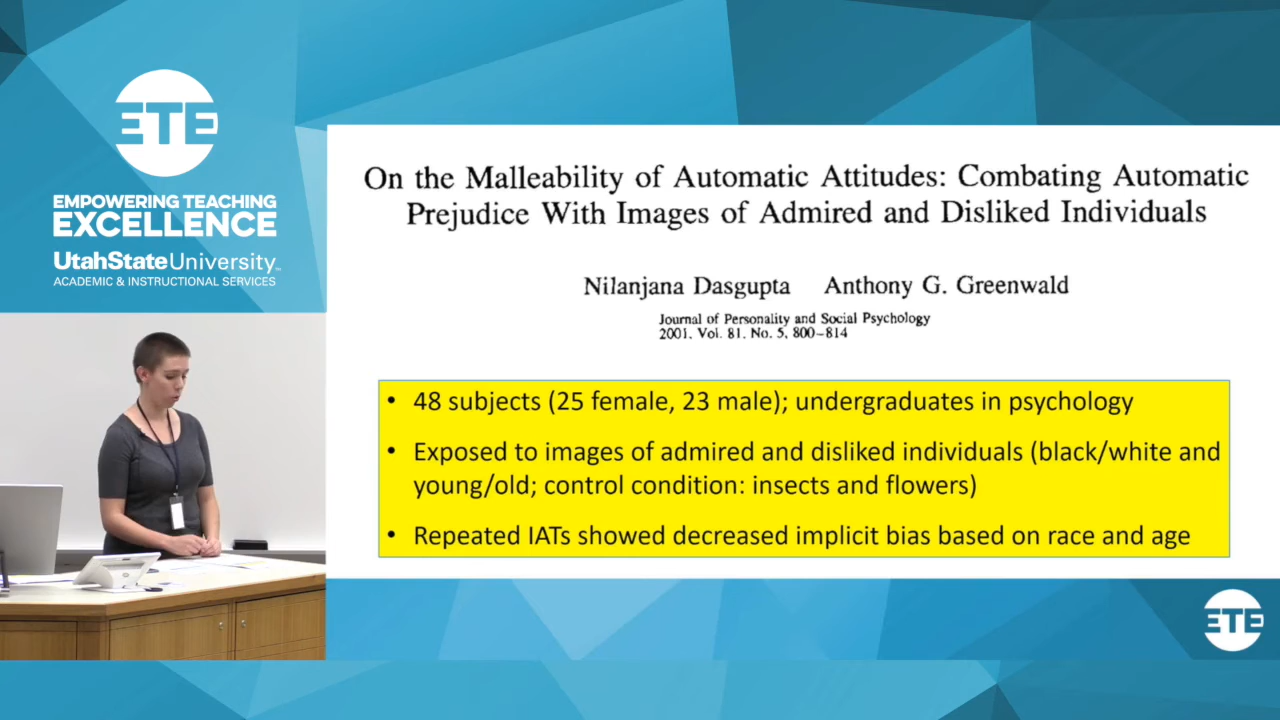 ETE
EMPOWERING TEACHING
EXCELLENCE
UtahStateUniversity
ACADEMIC & INSTRUCTIONAL SERVICES
On the Malleability of Automatic Attitudes: Combating Automatic
Prejudice With Images of Admired and Disliked Individuals
Nilanjana Dasgupta Anthony G. Greenwald
Journal of Personality and Social Psychology
2001. Vol. 81. No. 5, 800–814
• 48 subjects (25 female, 23 male); undergraduates in psychology
• Exposed to images of admired and disliked individuals (black/white and
young/old; control condition: insects and flowers)
• Repeated IATs showed decreased implicit bias based on race and age
ETE